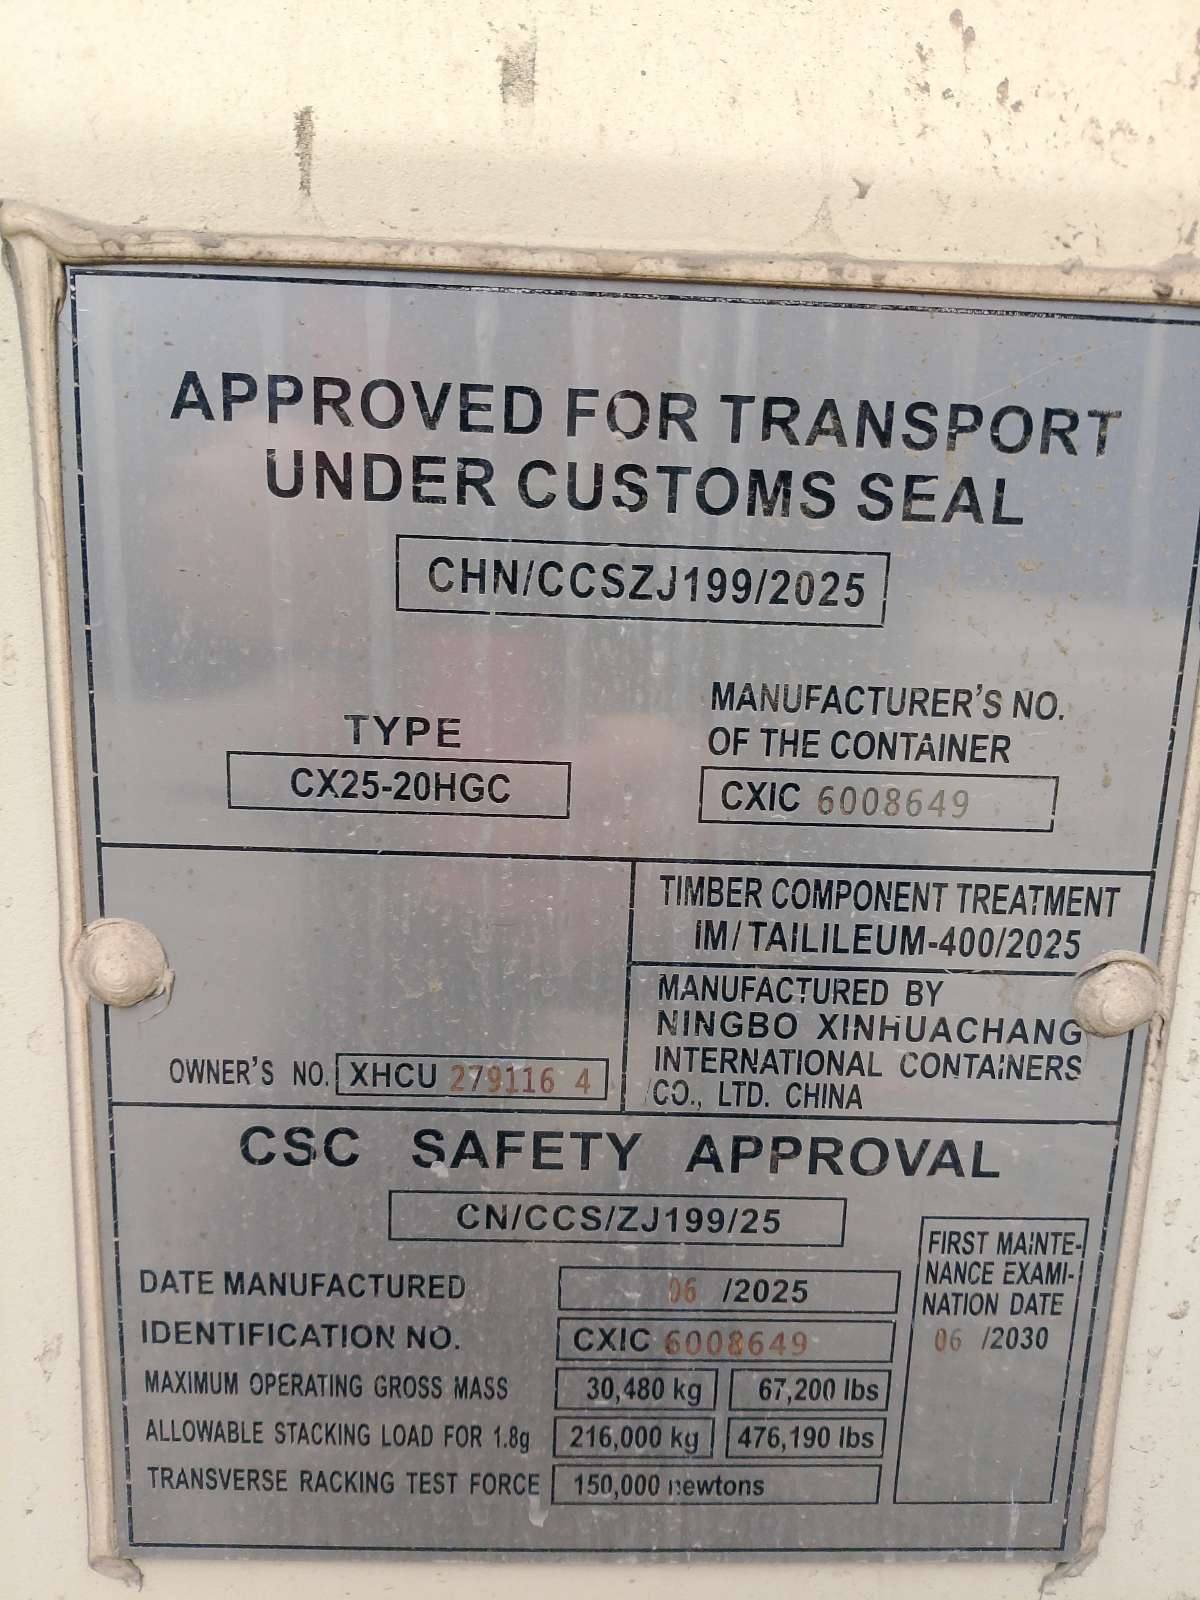 APPROVED FOR TRANSPORT
UNDER CUSTOMS SEAL
CHN/CCSZJ199/2025
TYPE
CX25-20HGC
MANUFACTURER'S NO.
OF THE CONTAINER
CXIC 6008649
TIMBER COMPONENT TREATMENT
IM/TAILILEUM-400/2025
MANUFACTURED BY
NINGBO XINHUACHANG
INTERNATIONAL CONTAINERS
CO., LTD. CHINA
OWNER'S NO. XHCU 279116 4
CSC SAFETY APPROVAL
CN/CCS/ZJ199/25
DATE MANUFACTURED 06 /2025
IDENTIFICATION NO. CXIC 6008649
MAXIMUM OPERATING GROSS MASS 30,480 kg 67,200 lbs
ALLOWABLE STACKING LOAD FOR 1.8g 216,000 kg 476,190 lbs
TRANSVERSE RACKING TEST FORCE 150,000 newtons
FIRST MAINTE-
NANCE EXAMI-
NATION DATE
06 /2030